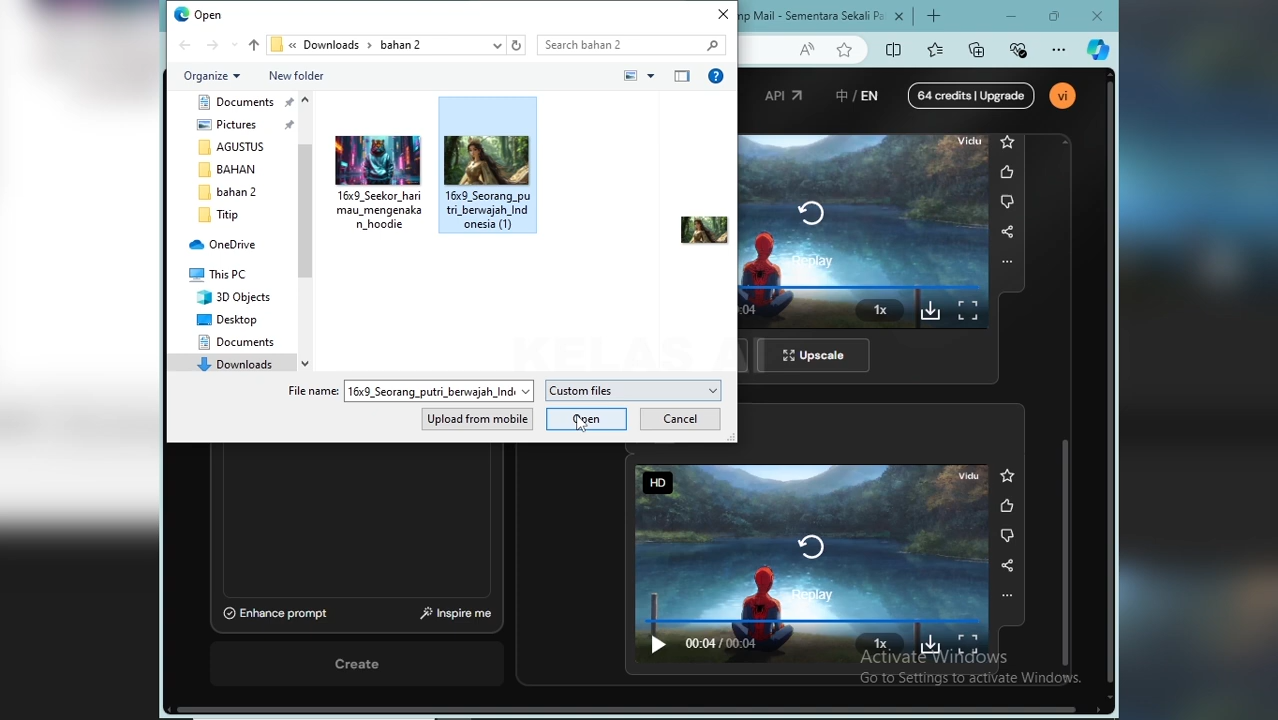 Open
mp Mail - Sementara Sekali Pa
« Downloads › bahan 2
Search bahan 2
Organize
New folder
API
中 / EN
64 credits | Upgrade
vi
Documents
Pictures
AGUSTUS
BAHAN
bahan 2
Titip
OneDrive
This PC
3D Objects
Desktop
Documents
Downloads
16x9_Seekor_hari
mau_mengenaka
n_hoodie
16x9_Seorang_pu
tri_berwajah_Ind
onesia (1)
Vidu
Replay
:04
1x
KELAS A
Upscale
File name:
16x9_Seorang_putri_berwajah_Ind
Custom files
Upload from mobile
Open
Cancel
HD
Vidu
Replay
00:04 / 00:04
1x
Enhance prompt
Inspire me
Create
Activate Windows
Go to Settings to activate Windows.